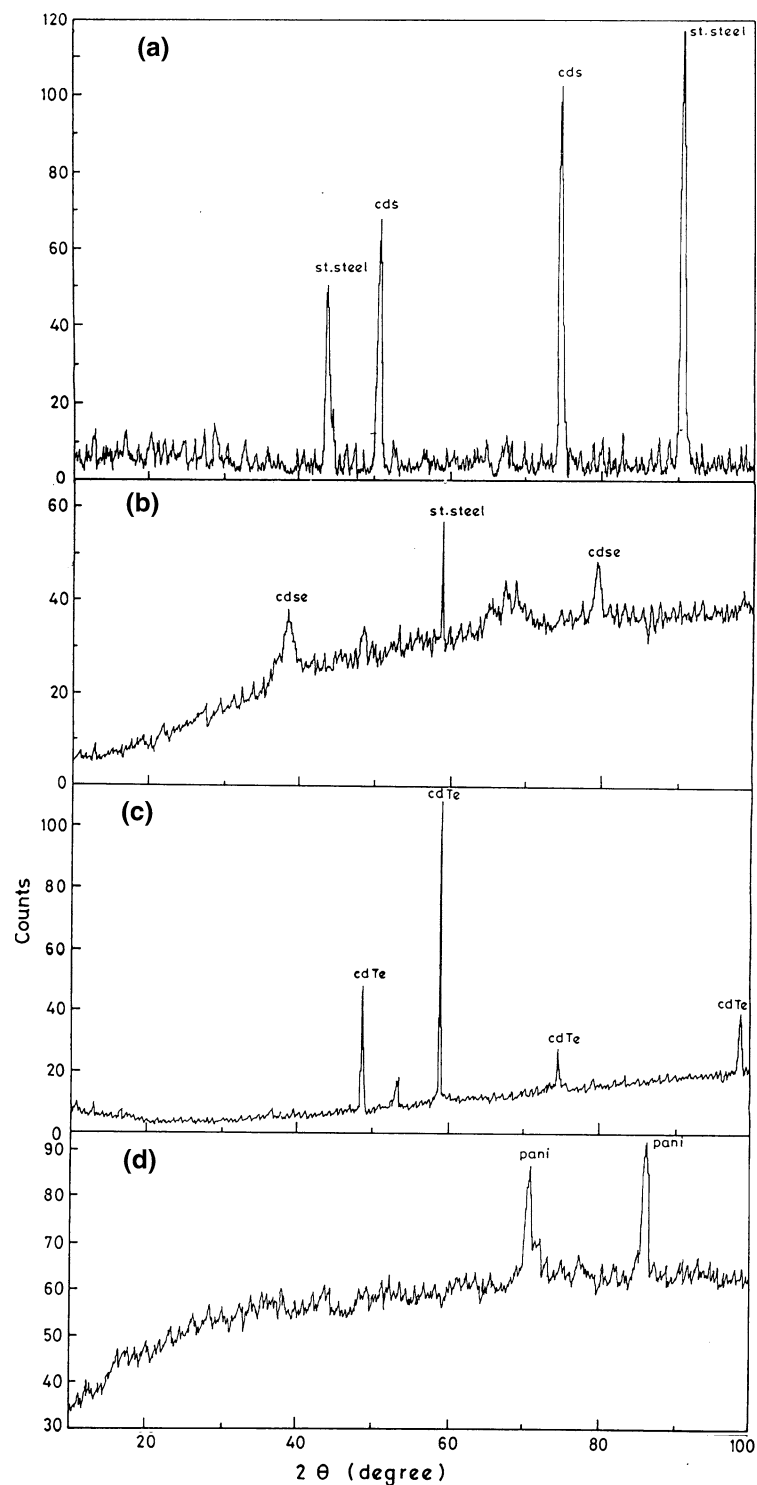 (a)
120
100
80
60
40
20
0
st.steel
cds
cds
st.steel
(b)
60
40
20
0
cdse
st.steel
cdse
(c)
100
80
60
40
20
0
cdTe
cdTe
cdTe
cdTe
Counts
(d)
90
80
70
60
50
40
30
pani
pani
20 40 60 80 100
2 θ (degree)